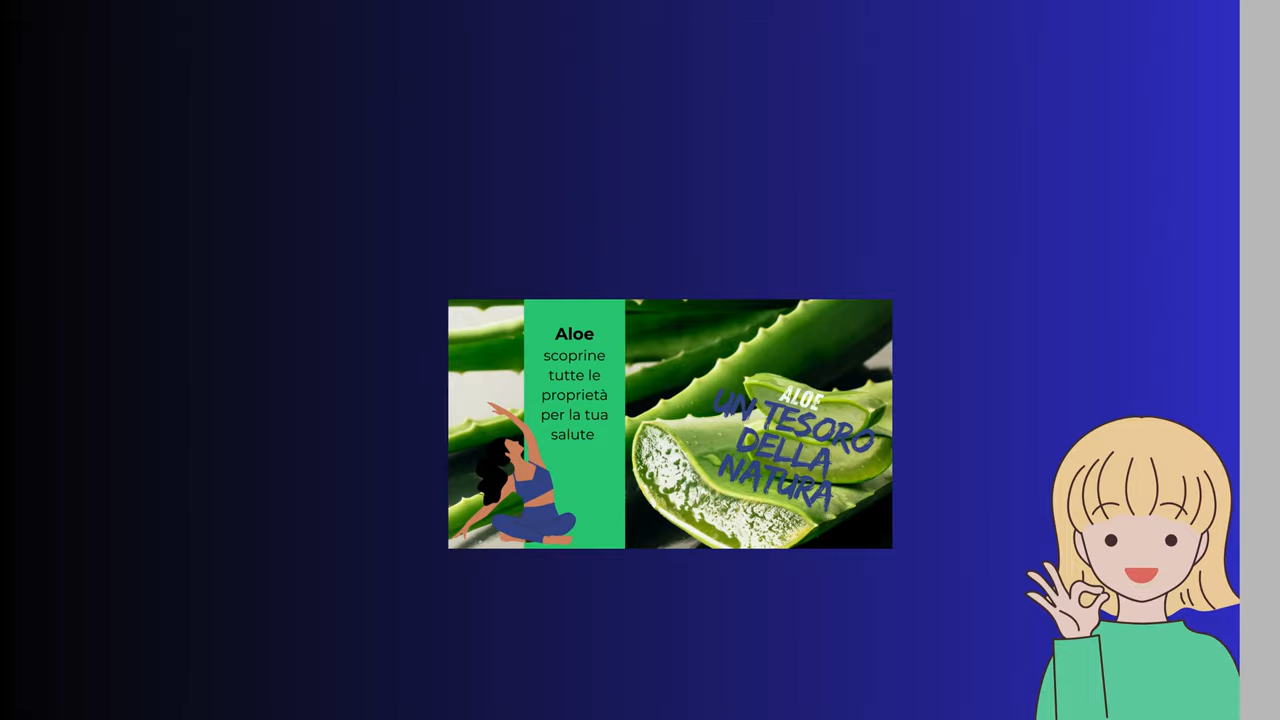 Aloe
scoprine
tutte le
proprietà
per la tua
salute
ALOE
UN TESORO
DELLA
NATURA